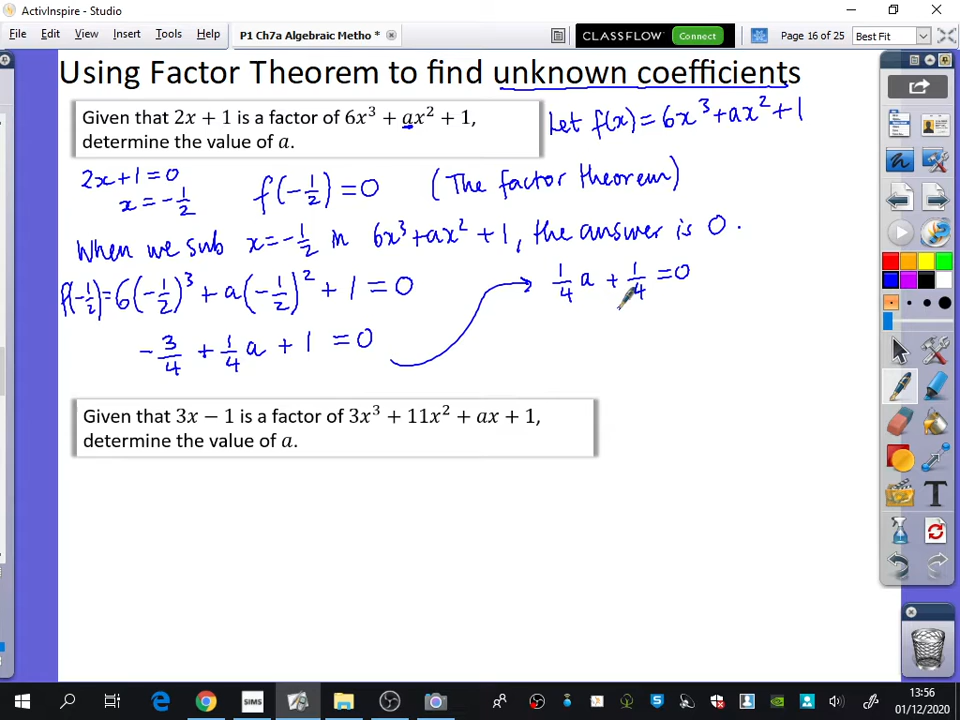 ActivInspire - Studio
File Edit View Insert Tools Help P1 Ch7a Algebraic Metho * CLASSFLOW Connect Page 16 of 25 Best Fit
Using Factor Theorem to find unknown coefficients
Given that 2x + 1 is a factor of 6x³ + ax² + 1,
determine the value of a.
Let f(x) = 6x³ + ax² + 1
2x+1=0
x = -1/2
f(-1/2) = 0 (The factor theorem)
When we sub x = -1/2 in 6x³+ax²+1, the answer is 0.
f(-1/2) = 6(-1/2)³ + a(-1/2)² + 1 = 0
-3/4 + 1/4 a + 1 = 0
1/4 a + 1/4 = 0
Given that 3x − 1 is a factor of 3x³ + 11x² + ax + 1,
determine the value of a.
SIMS
13:56
01/12/2020